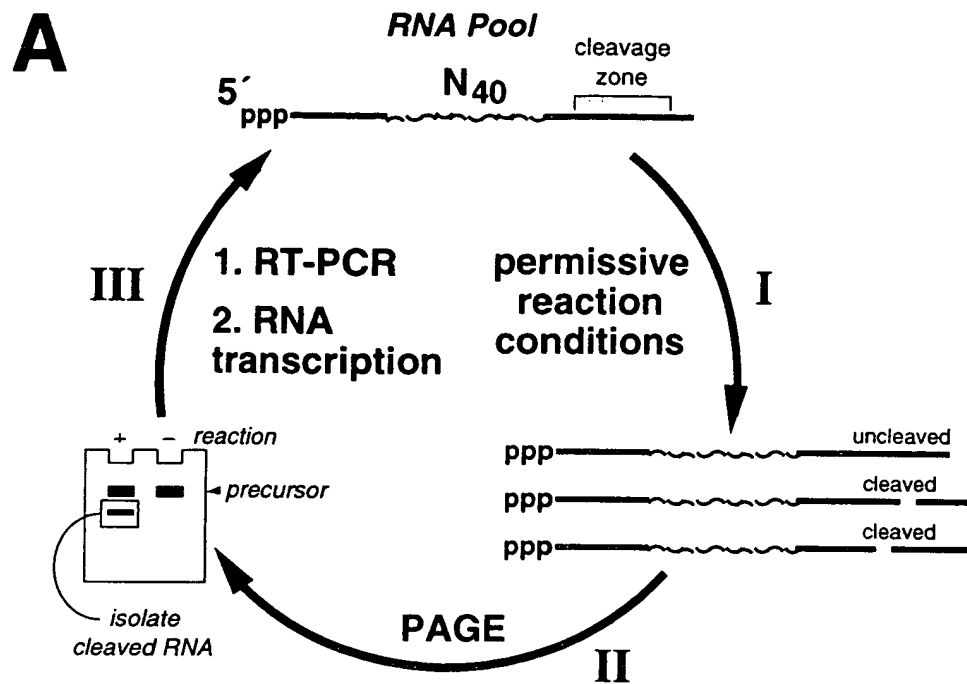 A
RNA Pool
cleavage
zone
N40
5´
ppp
III
1. RT-PCR
2. RNA
transcription
permissive
reaction
conditions
I
+ − reaction
precursor
isolate
cleaved RNA
ppp
uncleaved
ppp
cleaved
ppp
cleaved
PAGE
II